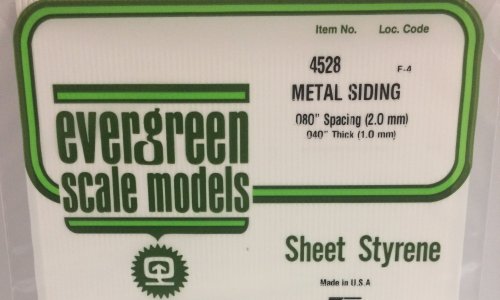 Item No. Loc. Code
4528 F-4
METAL SIDING
.080" Spacing (2.0 mm)
.040" Thick (1.0 mm)
evergreen
scale models
Sheet Styrene
Made in U.S.A